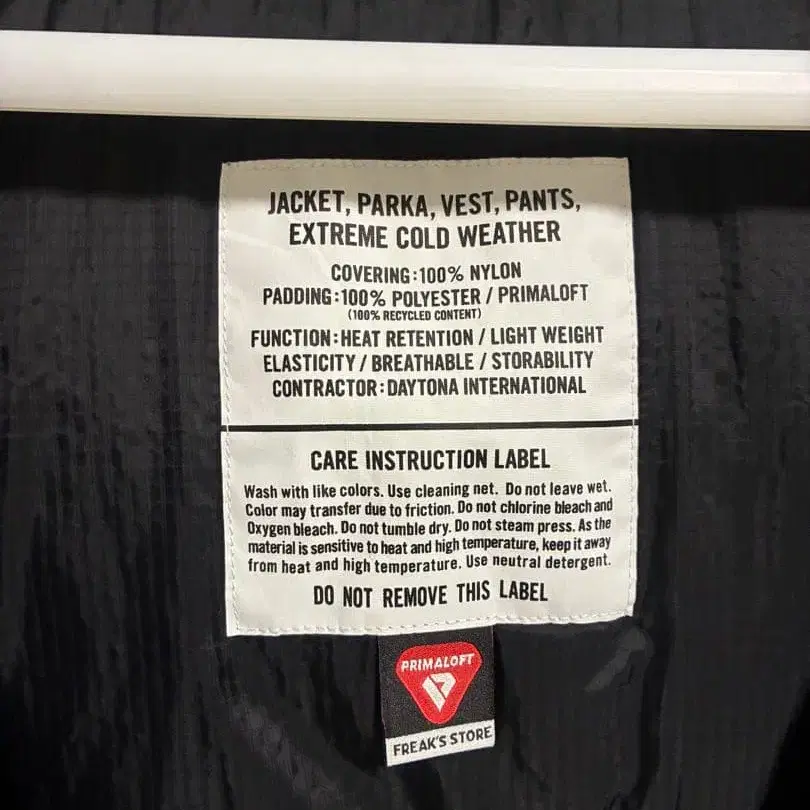 JACKET, PARKA, VEST, PANTS,
EXTREME COLD WEATHER
COVERING:100% NYLON
PADDING:100% POLYESTER / PRIMALOFT
(100% RECYCLED CONTENT)
FUNCTION:HEAT RETENTION / LIGHT WEIGHT
ELASTICITY / BREATHABLE / STORABILITY
CONTRACTOR:DAYTONA INTERNATIONAL
CARE INSTRUCTION LABEL
Wash with like colors. Use cleaning net. Do not leave wet.
Color may transfer due to friction. Do not chlorine bleach and
Oxygen bleach. Do not tumble dry. Do not steam press. As the
material is sensitive to heat and high temperature, keep it away
from heat and high temperature. Use neutral detergent.
DO NOT REMOVE THIS LABEL
PRIMALOFT
FREAK'S STORE